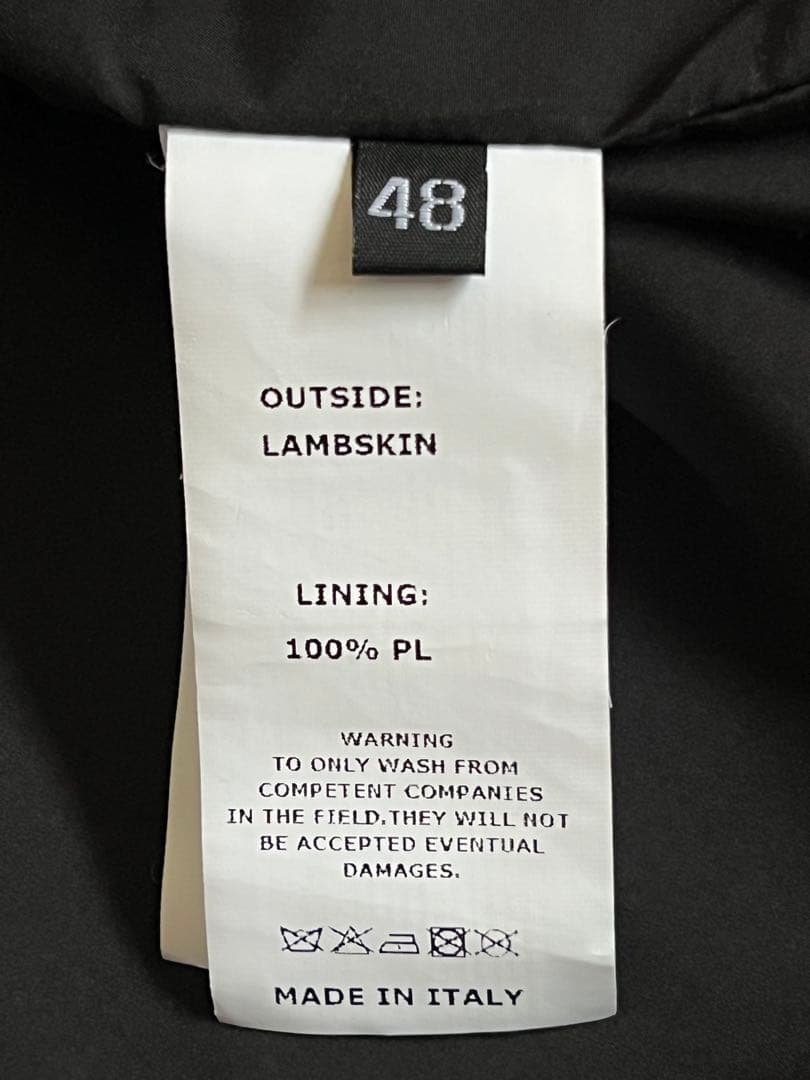 48
OUTSIDE:
LAMBSKIN
LINING:
100% PL
WARNING
TO ONLY WASH FROM
COMPETENT COMPANIES
IN THE FIELD.THEY WILL NOT
BE ACCEPTED EVENTUAL
DAMAGES.
MADE IN ITALY